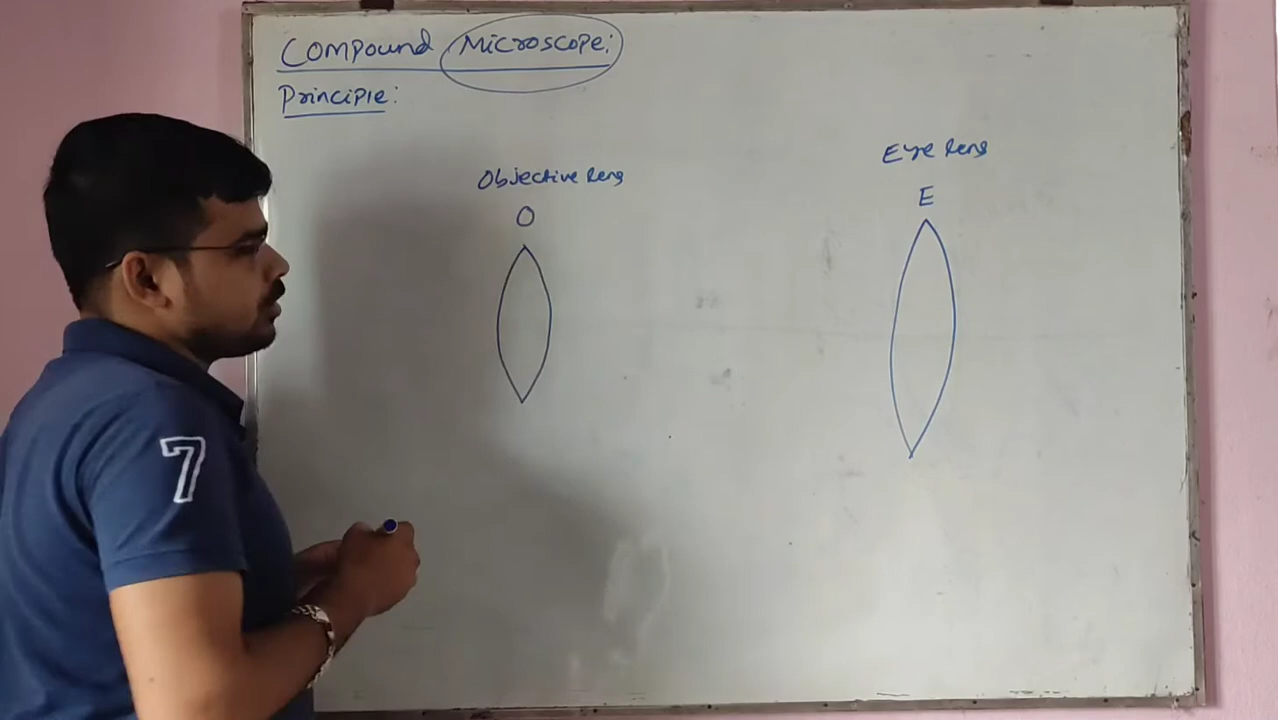 Compound Microscope:
Principle:
Objective lens
O
Eye lens
E
7